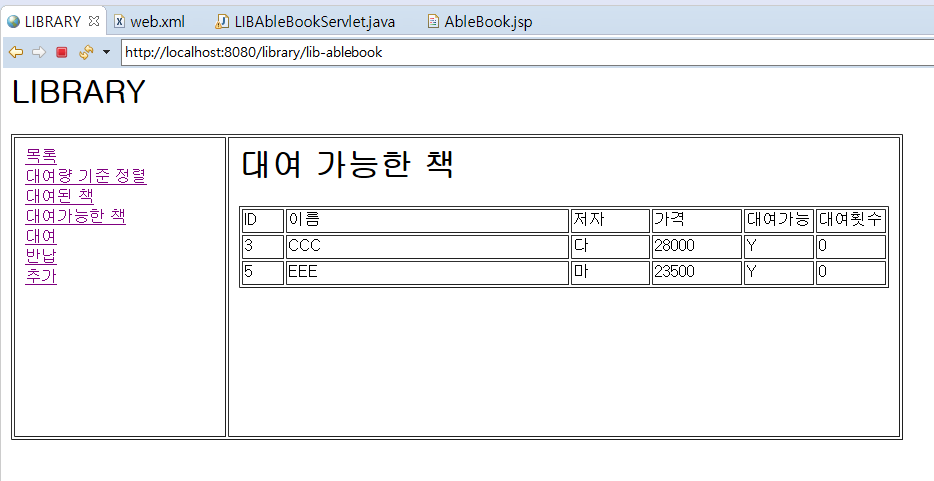 LIBRARY web.xml LIBAbleBookServlet.java AbleBook.jsp
http://localhost:8080/library/lib-ablebook
LIBRARY
목록
대여량 기준 정렬
대여된 책
대여가능한 책
대여
반납
추가
대여 가능한 책
ID 이름 저자 가격 대여가능 대여횟수
3 CCC 다 28000 Y 0
5 EEE 마 23500 Y 0